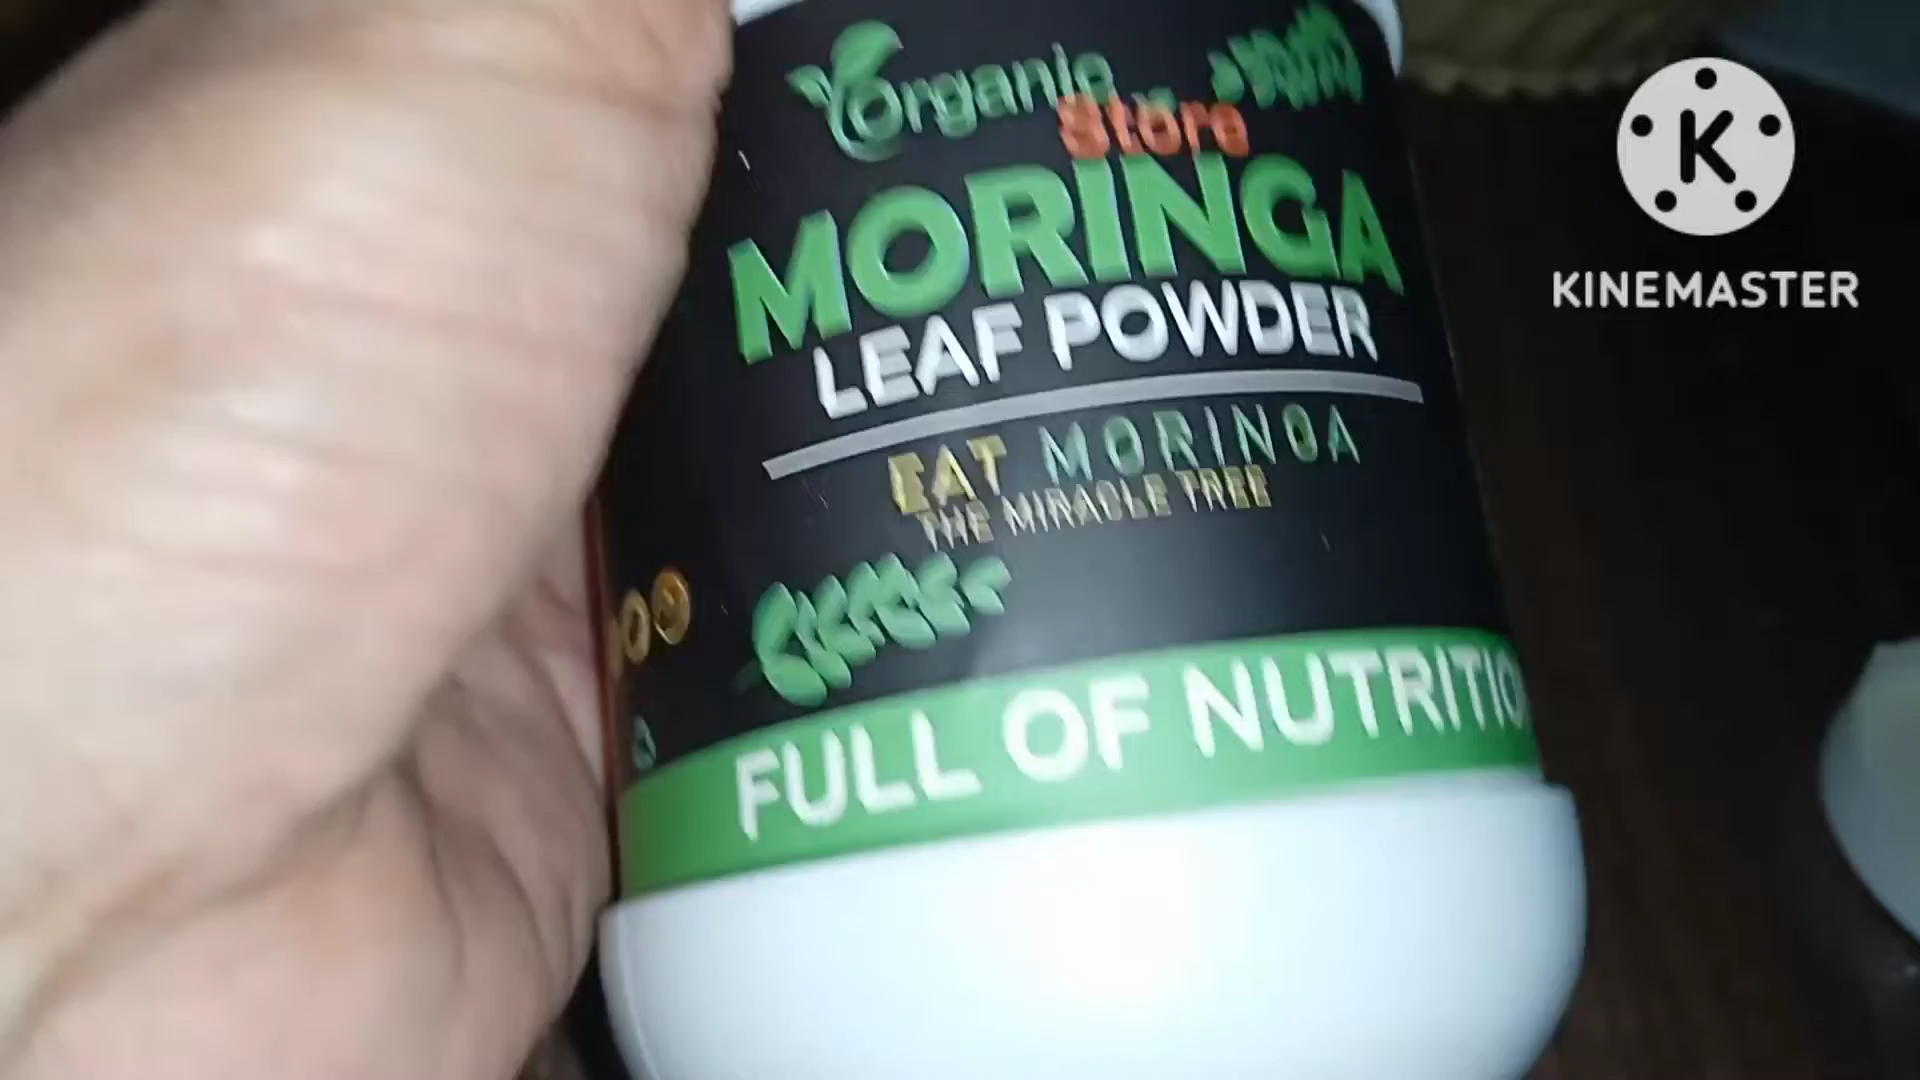 Organic
Store
MORINGA
LEAF POWDER
EAT MORINGA
THE MIRACLE TREE
FULL OF NUTRITIO
K
KINEMASTER